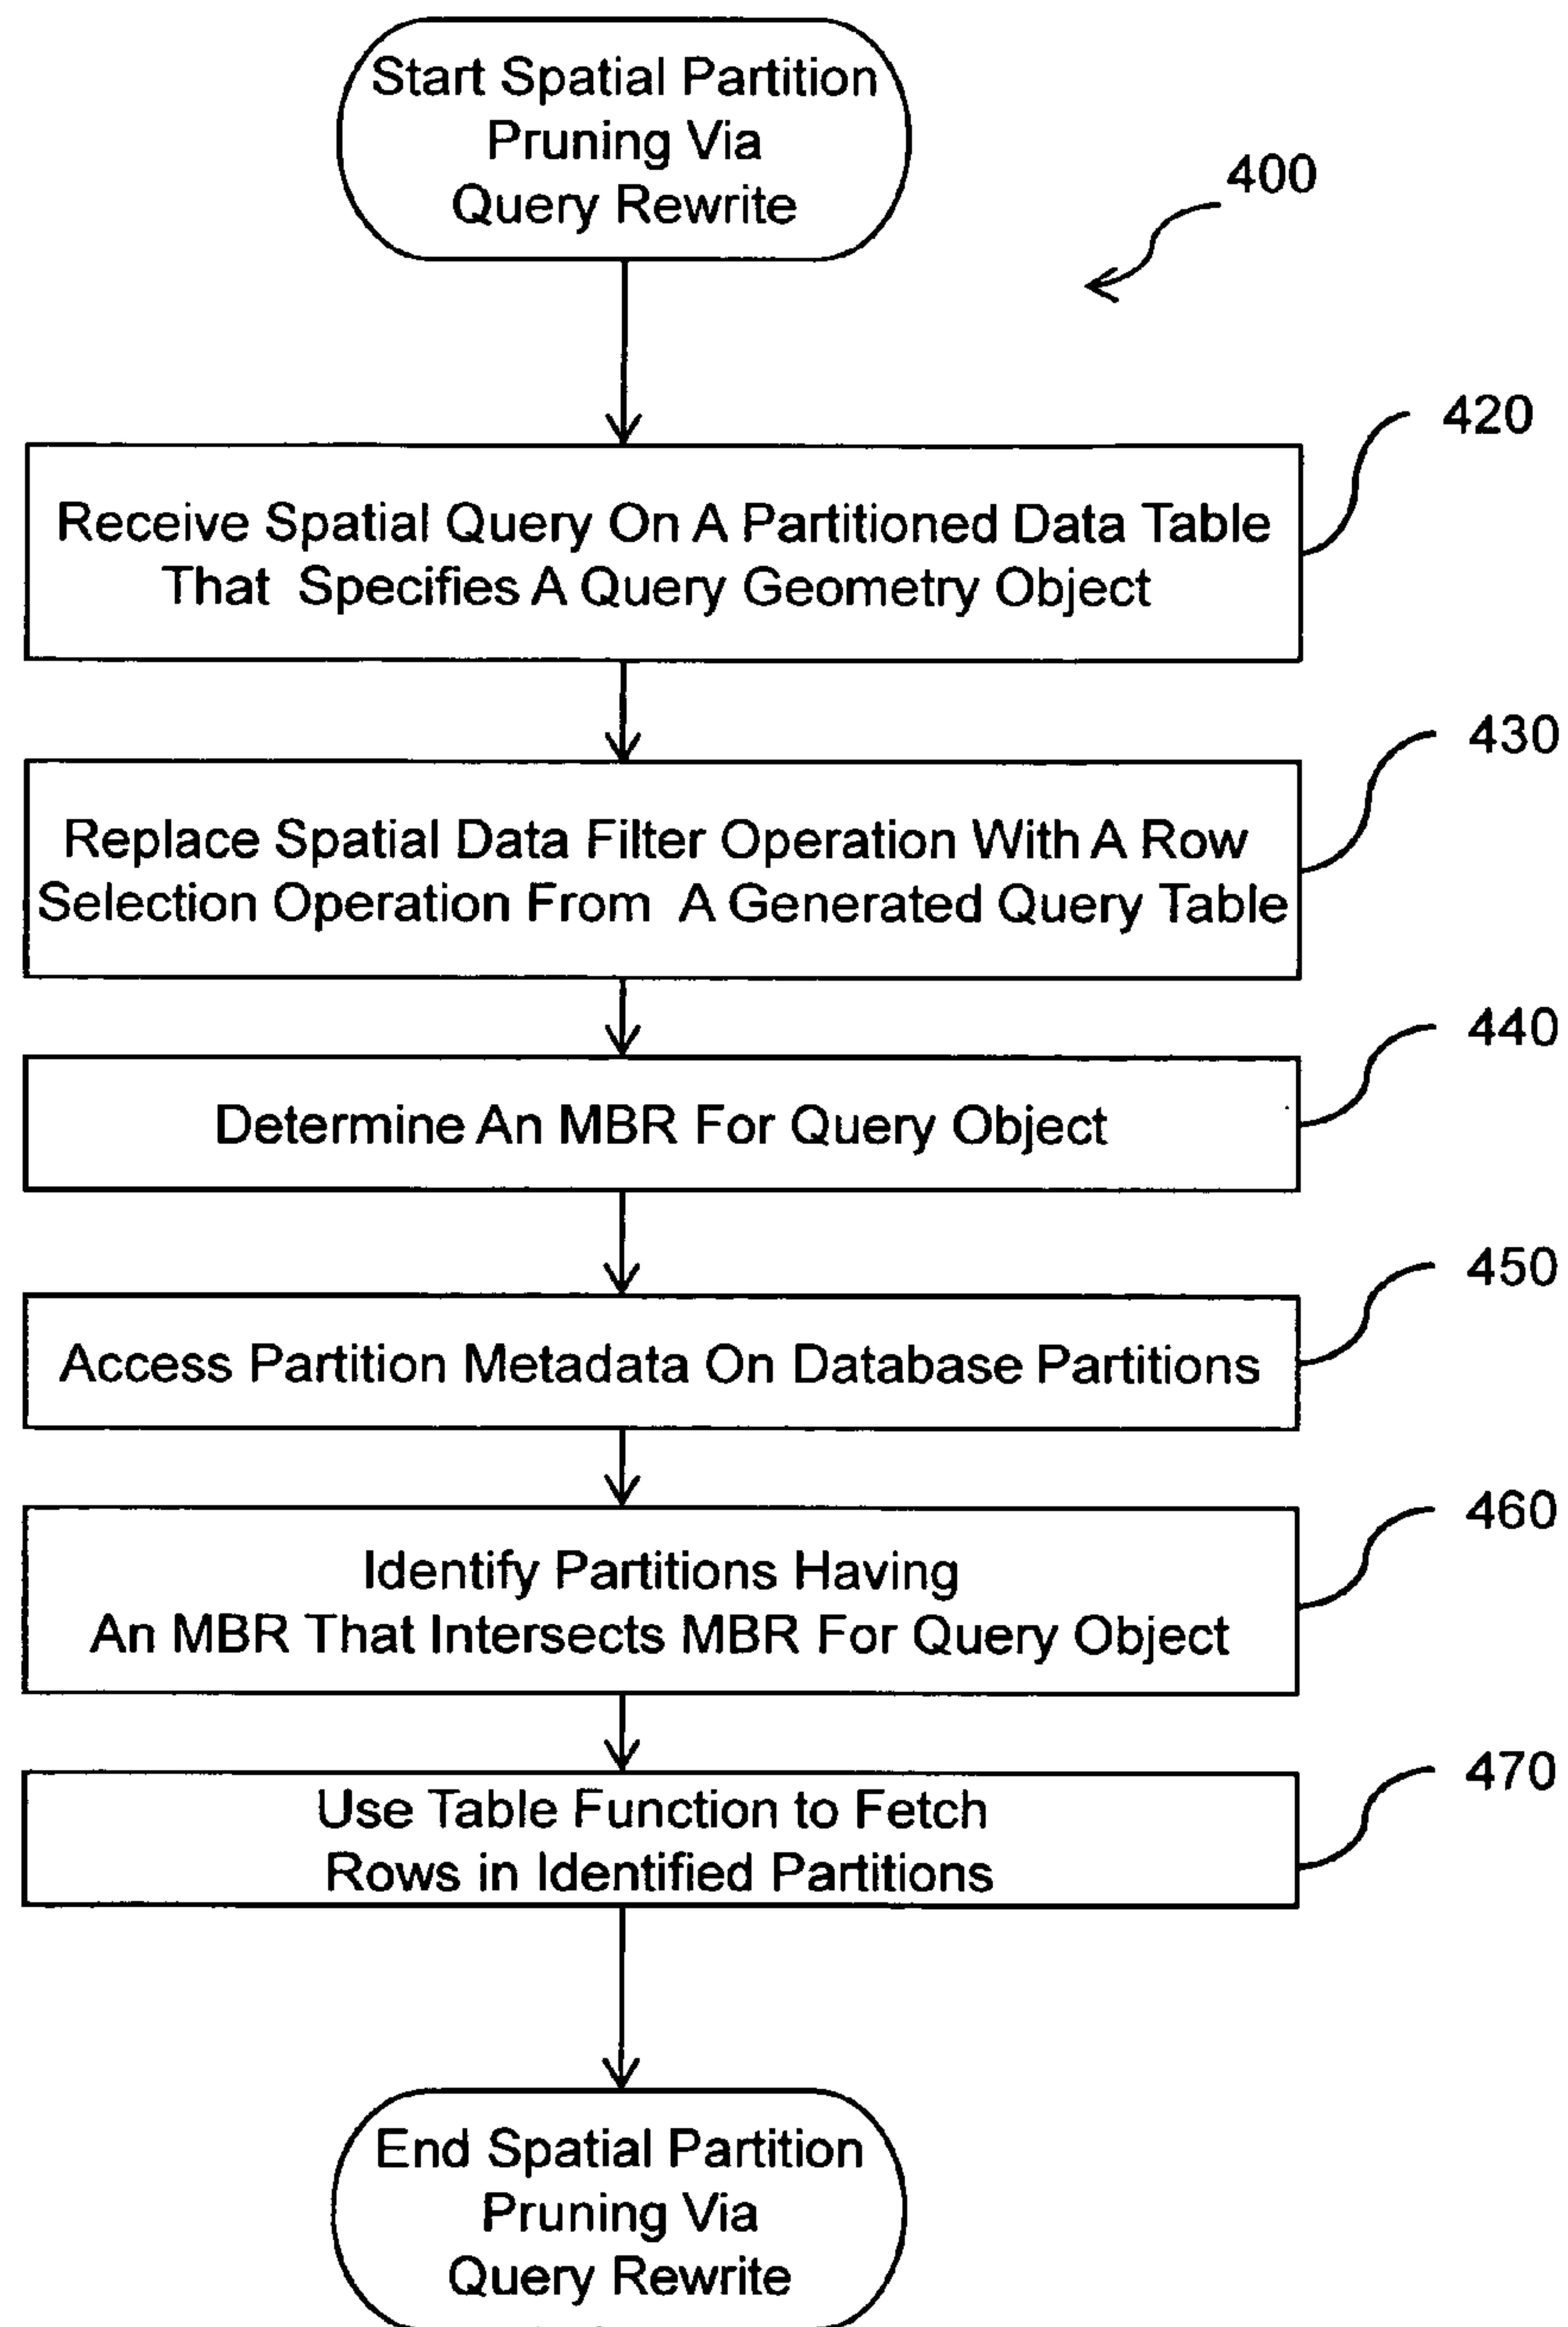 Start Spatial Partition
Pruning Via
Query Rewrite
400
420
Receive Spatial Query On A Partitioned Data Table
That Specifies A Query Geometry Object
430
Replace Spatial Data Filter Operation With A Row
Selection Operation From A Generated Query Table
440
Determine An MBR For Query Object
450
Access Partition Metadata On Database Partitions
460
Identify Partitions Having
An MBR That Intersects MBR For Query Object
470
Use Table Function to Fetch
Rows in Identified Partitions
End Spatial Partition
Pruning Via
Query Rewrite